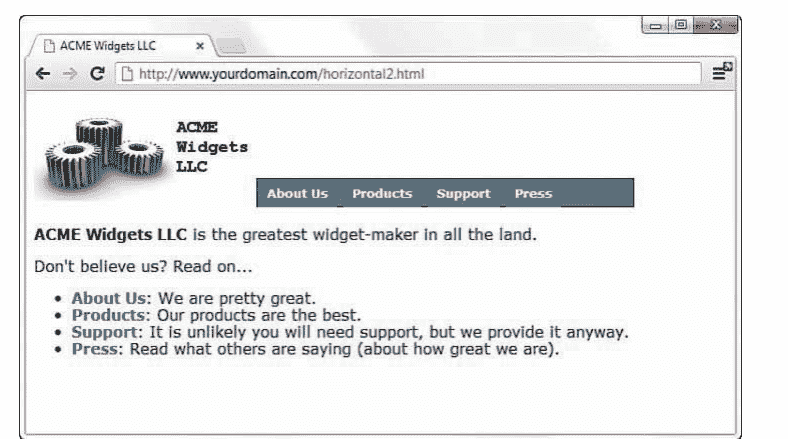 ACME Widgets LLC
http://www.yourdomain.com/horizontal2.html
ACME
Widgets
LLC
About Us Products Support Press
ACME Widgets LLC is the greatest widget-maker in all the land.
Don't believe us? Read on...
• About Us: We are pretty great.
• Products: Our products are the best.
• Support: It is unlikely you will need support, but we provide it anyway.
• Press: Read what others are saying (about how great we are).